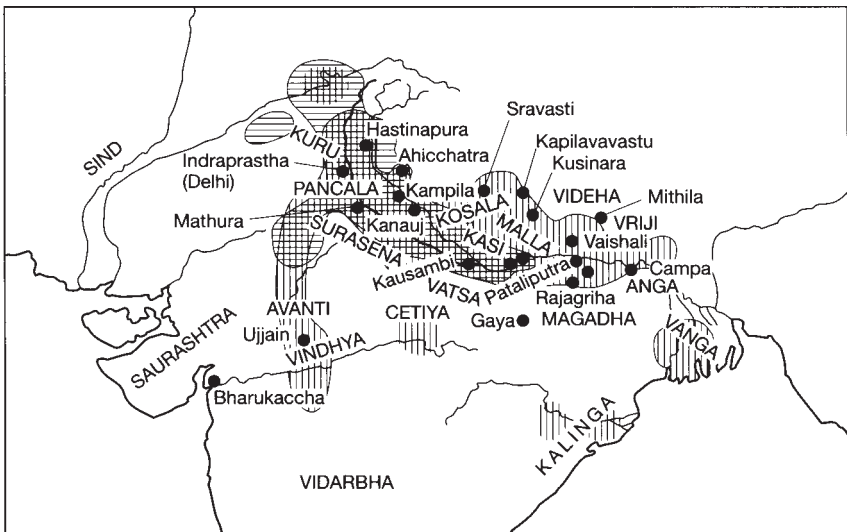 Sravasti
Hastinapura
Kapilavavastu
KURU
Ahicchatra
Kusinara
SIND
Indraprastha
(Delhi)
PANCALA
Kampila
VIDEHA
Mithila
KOSALA
Mathura
Kanauj
MALLA
VRIJI
SURASENA
KASI
Vaishali
Kausambi
Pataliputra
Campa
VATSA
ANGA
Rajagriha
AVANTI
CETIYA
Gaya
MAGADHA
SAURASHTRA
Ujjain
VINDHYA
VANGA
Bharukaccha
KALINGA
VIDARBHA